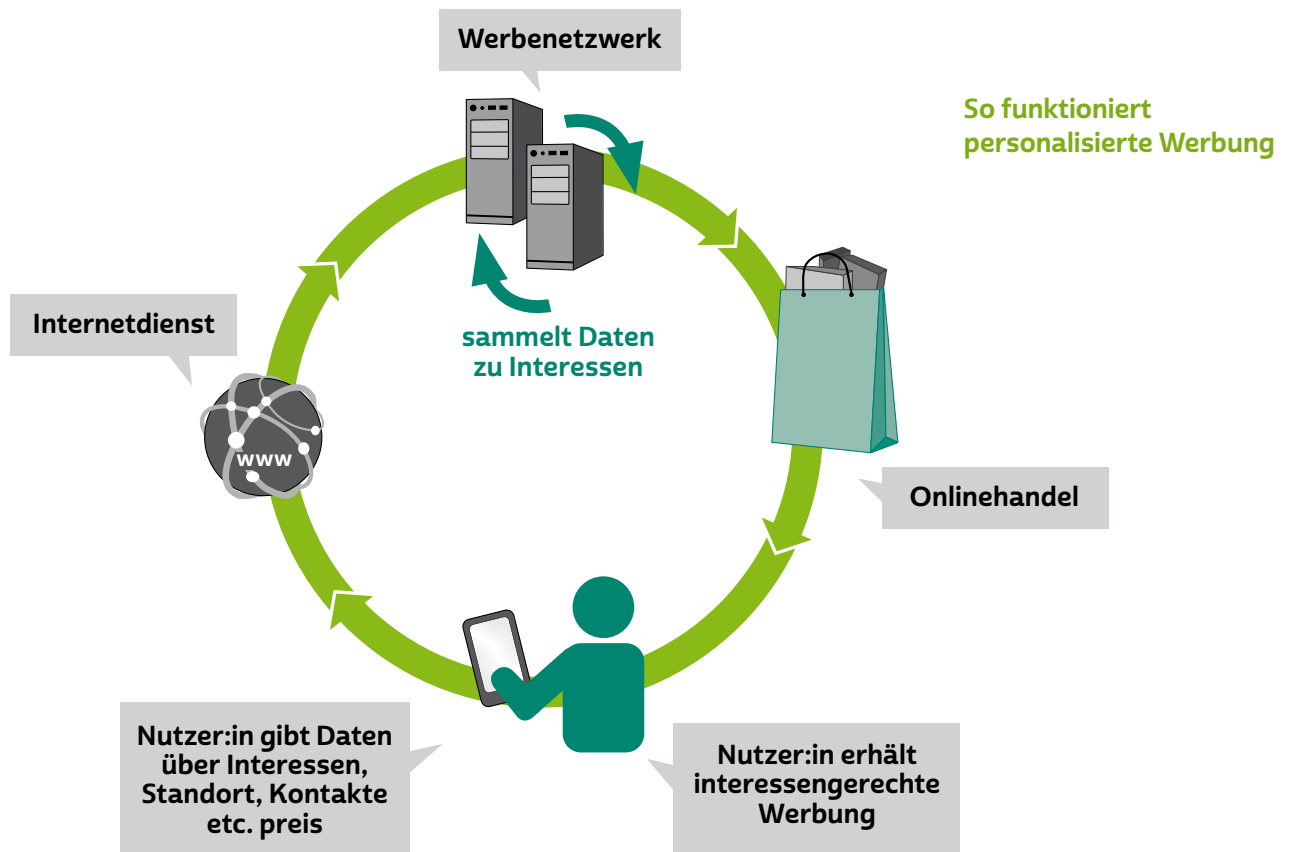 Werbenetzwerk
So funktioniert
personalisierte Werbung
Internetdienst
sammelt Daten
zu Interessen
www
Onlinehandel
Nutzer:in gibt Daten
über Interessen,
Standort, Kontakte
etc. preis
Nutzer:in erhält
interessengerechte
Werbung